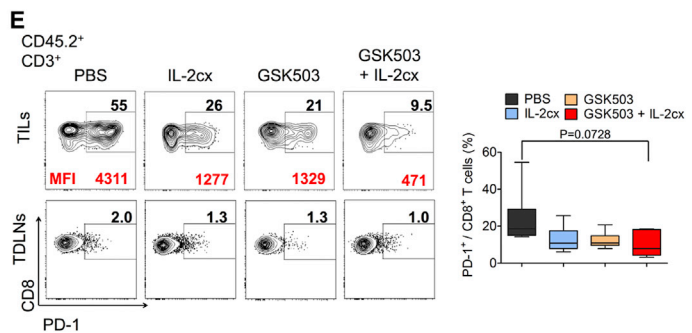 E
CD45.2+
CD3+
PBS
IL-2cx
GSK503
GSK503
+ IL-2cx
TILs
55
26
21
9.5
MFI 4311
1277
1329
471
TDLNs
2.0
1.3
1.3
1.0
CD8
PD-1
PBS
GSK503
IL-2cx
GSK503 + IL-2cx
P=0.0728
PD-1+ / CD8+ T cells (%)
60
40
20
0